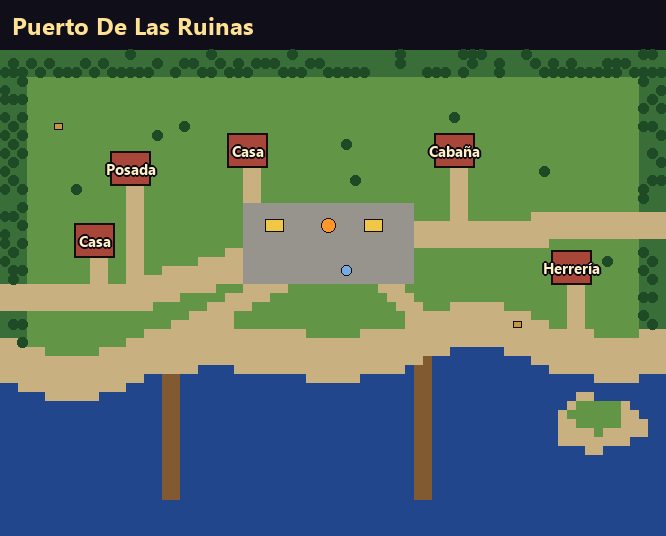 Puerto De Las Ruinas
Casa
Cabaña
Posada
Casa
Herrería